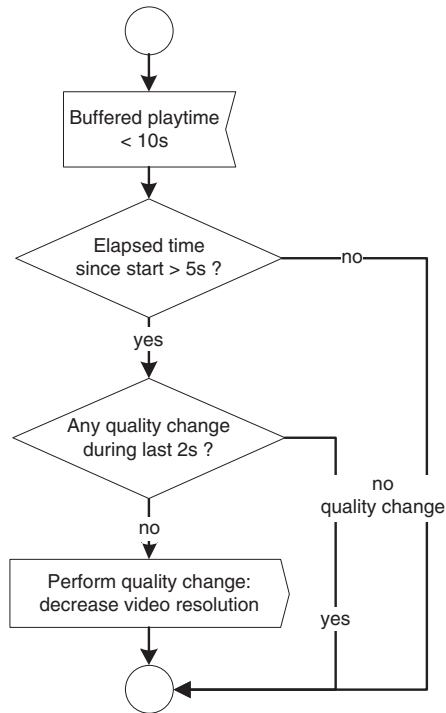 Buffered playtime
< 10s
Elapsed time
since start > 5s ?
no
yes
Any quality change
during last 2s ?
no
quality change
no
Perform quality change:
decrease video resolution
yes